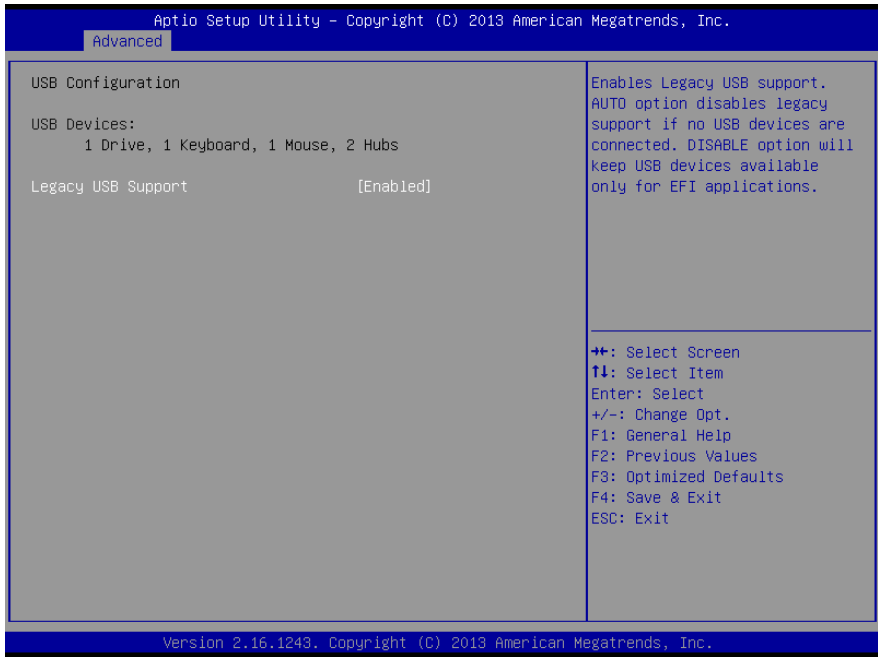 Aptio Setup Utility – Copyright (C) 2013 American Megatrends, Inc.
Advanced
USB Configuration
USB Devices:
1 Drive, 1 Keyboard, 1 Mouse, 2 Hubs
Legacy USB Support [Enabled]
Enables Legacy USB support.
AUTO option disables legacy
support if no USB devices are
connected. DISABLE option will
keep USB devices available
only for EFI applications.
→←: Select Screen
↑↓: Select Item
Enter: Select
+/-: Change Opt.
F1: General Help
F2: Previous Values
F3: Optimized Defaults
F4: Save & Exit
ESC: Exit
Version 2.16.1243. Copyright (C) 2013 American Megatrends, Inc.